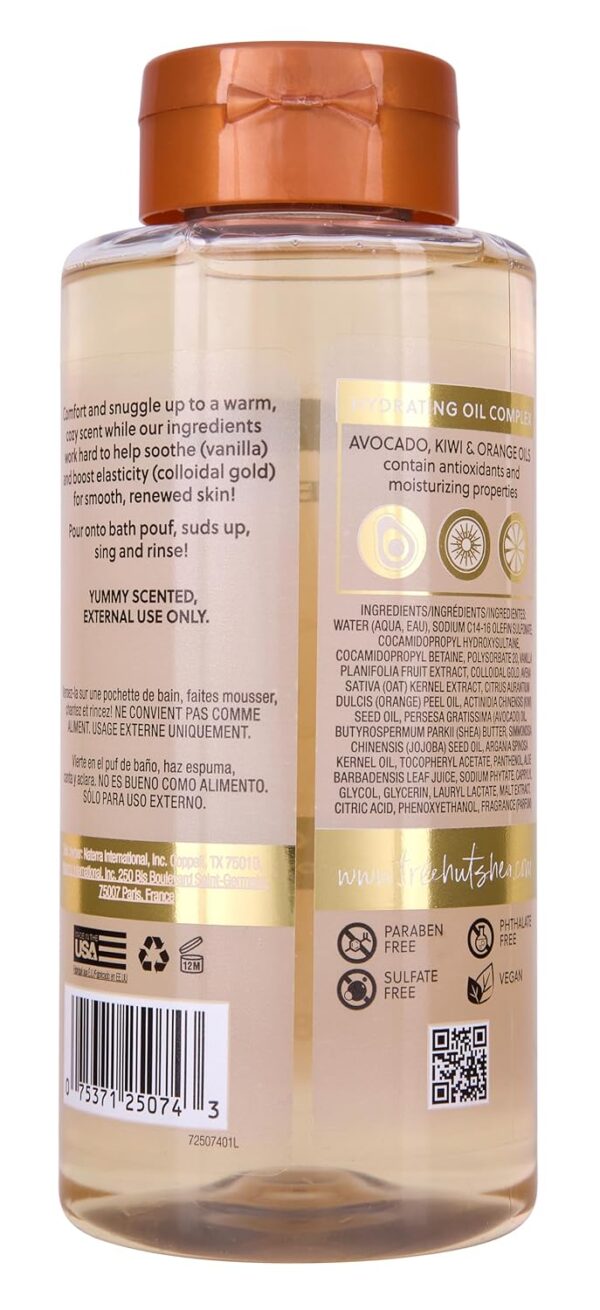 Comfort and snuggle up to a warm,
cozy scent while our ingredients
work hard to help soothe (vanilla)
and boost elasticity (colloidal gold)
for smooth, renewed skin!
Pour onto bath pouf, suds up,
sing and rinse!
YUMMY SCENTED,
EXTERNAL USE ONLY.
sur une pochette de bain, faites mousser,
chantez et rincez! NE CONVIENT PAS COMME
ALIMENT. USAGE EXTERNE UNIQUEMENT.
Vierte en el puf de baño, haz espuma,
canta y aclara. NO ES BUENO COMO ALIMENTO.
SÓLO PARA USO EXTERNO.
Naterra International, Inc. Coppell, TX 75019
International, Inc. 250 Bis Boulevard Saint-Germain,
75007 Paris, France
MADE IN THE
USA
12M
0 75371 25074 3
72507401L
HYDRATING OIL COMPLEX
AVOCADO, KIWI & ORANGE OILS
contain antioxidants and
moisturizing properties
INGREDIENTS/INGRÉDIENTS/INGREDIENTES:
WATER (AQUA, EAU), SODIUM C14-16 OLEFIN SULFONATE,
COCAMIDOPROPYL HYDROXYSULTAINE,
COCAMIDOPROPYL BETAINE, POLYSORBATE 20, VANILLA
PLANIFOLIA FRUIT EXTRACT, COLLOIDAL GOLD, AVENA
SATIVA (OAT) KERNEL EXTRACT, CITRUS AURANTIUM
DULCIS (ORANGE) PEEL OIL, ACTINIDIA CHINENSIS (KIWI)
SEED OIL, PERSEA GRATISSIMA (AVOCADO) OIL,
BUTYROSPERMUM PARKII (SHEA) BUTTER, SIMMONDSIA
CHINENSIS (JOJOBA) SEED OIL, ARGANIA SPINOSA
KERNEL OIL, TOCOPHERYL ACETATE, PANTHENOL, ALOE
BARBADENSIS LEAF JUICE, SODIUM PHYTATE, CAPRYLYL
GLYCOL, GLYCERIN, LAURYL LACTATE, MALT EXTRACT,
CITRIC ACID, PHENOXYETHANOL, FRAGRANCE (PARFUM)
www.treehutshea.com
PARABEN
FREE
PHTHALATE
FREE
SULFATE
FREE
VEGAN